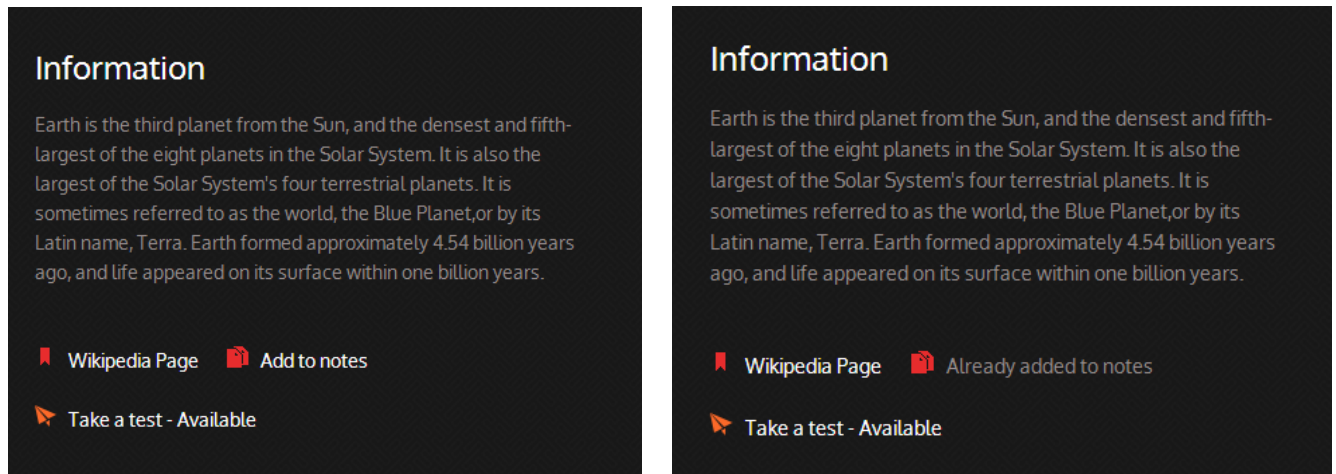 Information
Earth is the third planet from the Sun, and the densest and fifth-
largest of the eight planets in the Solar System. It is also the
largest of the Solar System's four terrestrial planets. It is
sometimes referred to as the world, the Blue Planet,or by its
Latin name, Terra. Earth formed approximately 4.54 billion years
ago, and life appeared on its surface within one billion years.
Wikipedia Page Add to notes
Take a test - Available
Information
Earth is the third planet from the Sun, and the densest and fifth-
largest of the eight planets in the Solar System. It is also the
largest of the Solar System's four terrestrial planets. It is
sometimes referred to as the world, the Blue Planet,or by its
Latin name, Terra. Earth formed approximately 4.54 billion years
ago, and life appeared on its surface within one billion years.
Wikipedia Page Already added to notes
Take a test - Available